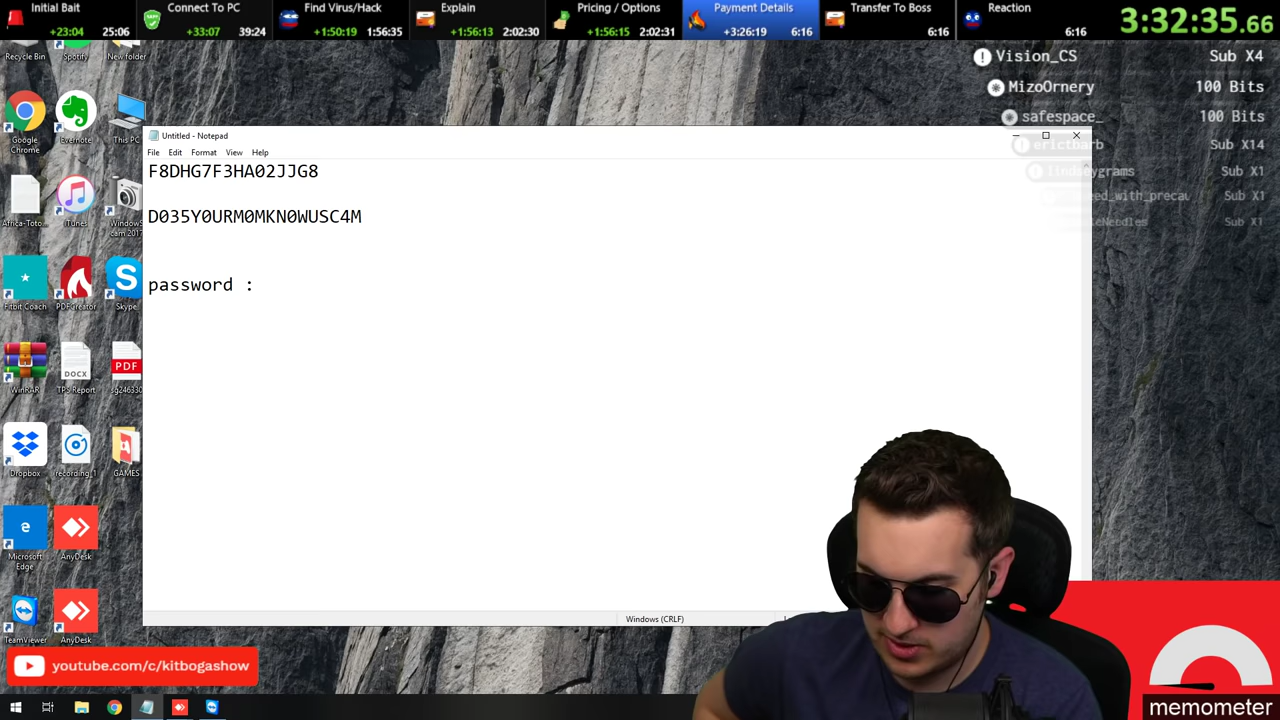 Initial Bait
+23:04 25:06
Connect To PC
+33:07 39:24
Find Virus/Hack
+1:50:19 1:56:35
Explain
+1:56:13 2:02:30
Pricing / Options
+1:56:15 2:02:31
Payment Details
+3:26:19 6:16
Transfer To Boss
6:16
Reaction
6:16
3:32:35.66
Vision_CS Sub X4
MizoOrnery 100 Bits
safespace_ 100 Bits
erictbarb Sub X14
lindseygrams Sub X1
Sub X1
Sub X1
Recycle Bin
Spotify
New folder
Google Chrome
Evernote
This PC
Africa-Toto...
iTunes
Fitbit Coach
PDFCreator
Skype
WinRAR
DOCX
TPS Report
PDF
sg246330
Dropbox
recording_1
GAMES
Microsoft Edge
AnyDesk
TeamViewer
AnyDesk
Untitled - Notepad
File Edit Format View Help
F8DHG7F3HA02JJG8
D035Y0URM0MKN0WUSC4M
password :
Windows (CRLF)
youtube.com/c/kitbogashow
memometer